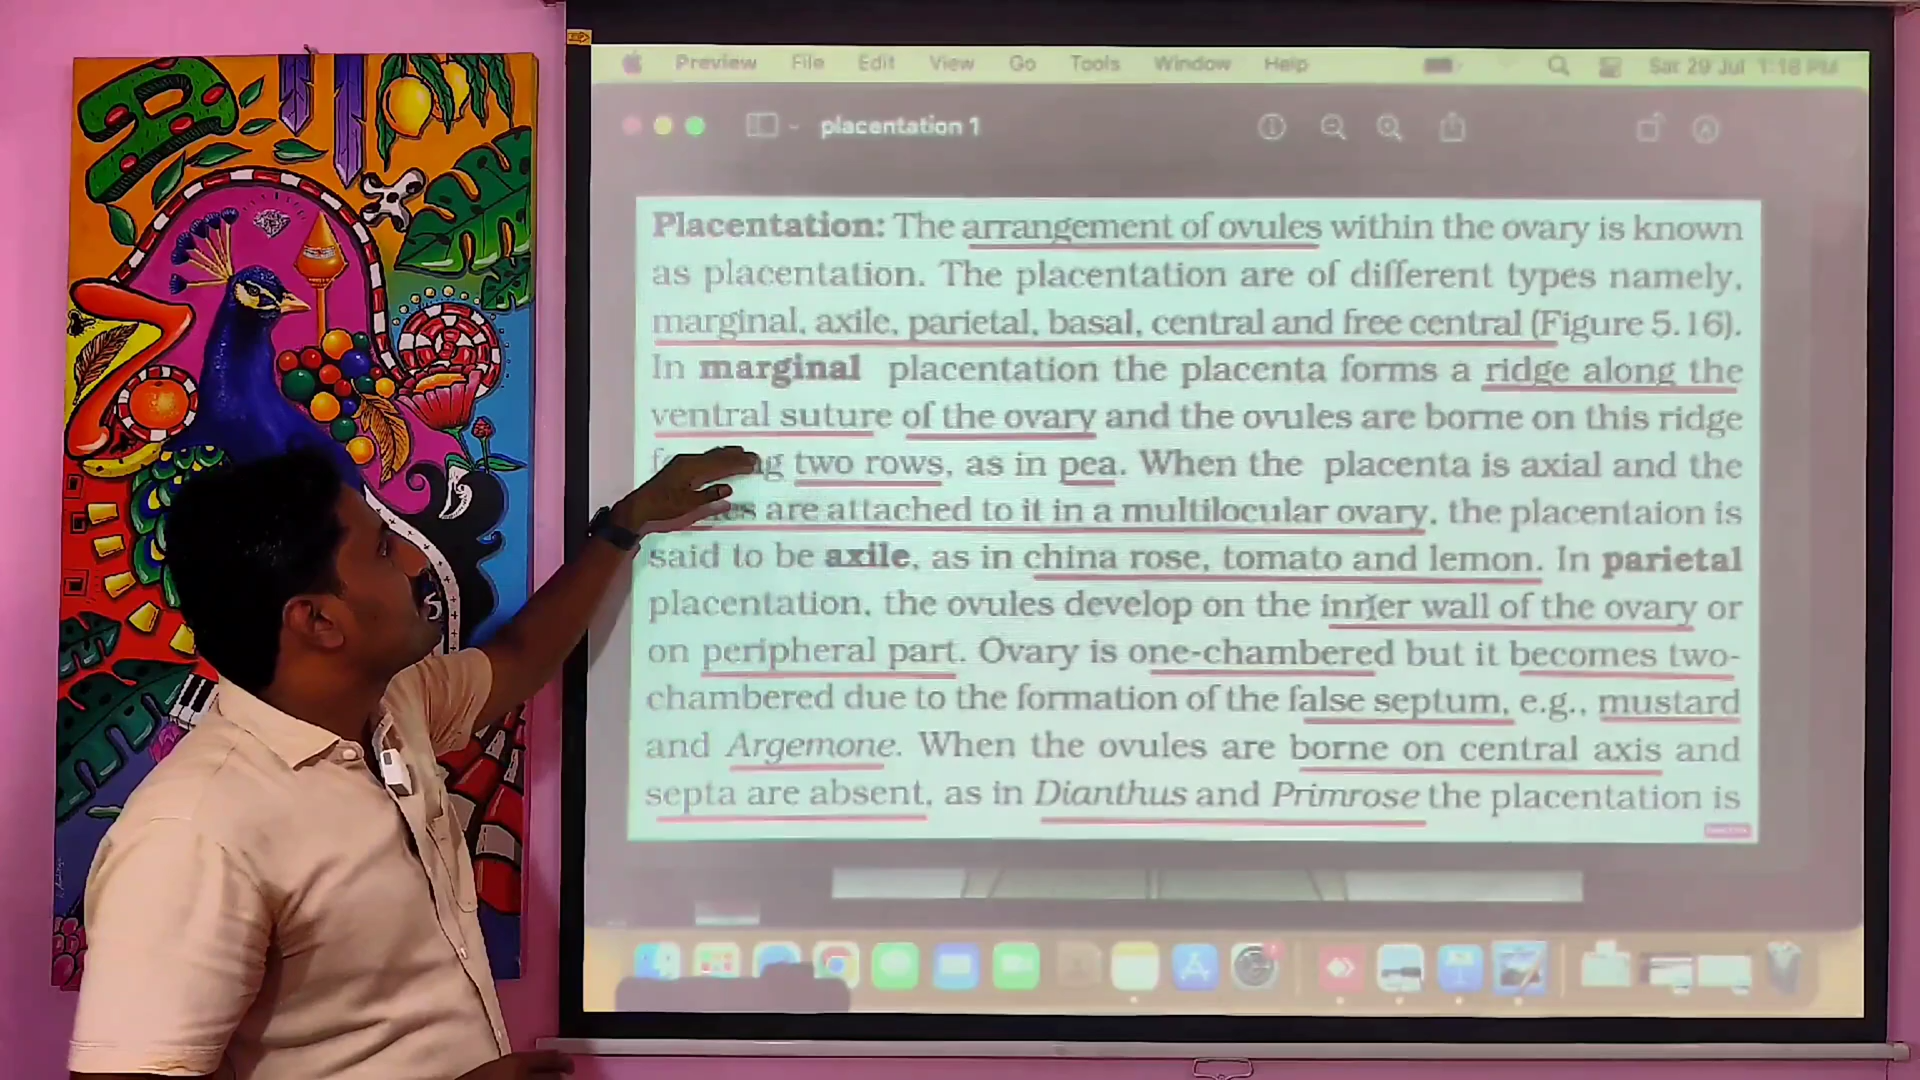 Preview File Edit View Go Tools Window Help Sat 29 Jul 1:18 PM
placentation 1
Placentation: The arrangement of ovules within the ovary is known
as placentation. The placentation are of different types namely,
marginal, axile, parietal, basal, central and free central (Figure 5.16).
In marginal placentation the placenta forms a ridge along the
ventral suture of the ovary and the ovules are borne on this ridge
two rows, as in pea. When the placenta is axial and the
are attached to it in a multilocular ovary, the placentaion is
said to be axile, as in china rose, tomato and lemon. In parietal
placentation, the ovules develop on the inner wall of the ovary or
on peripheral part. Ovary is one-chambered but it becomes two-
chambered due to the formation of the false septum, e.g., mustard
and Argemone. When the ovules are borne on central axis and
septa are absent, as in Dianthus and Primrose the placentation is